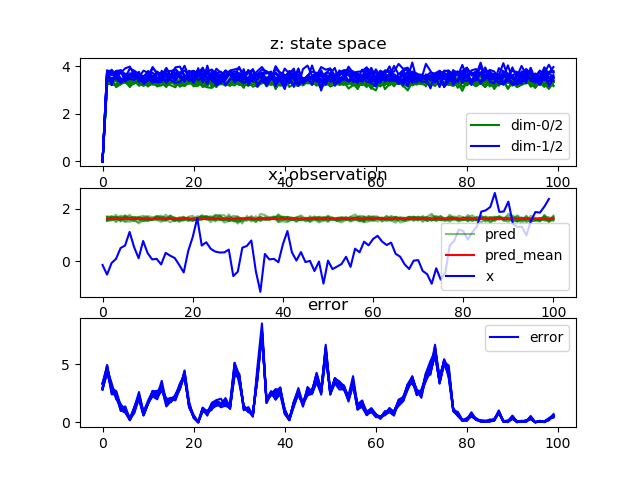 z: state space
4
2
0
dim-0/2
dim-1/2
0 20 40 60 80 100
x: observation
2
0
pred
pred_mean
x
0 20 40 60 80 100
error
5
0
error
0 20 40 60 80 100